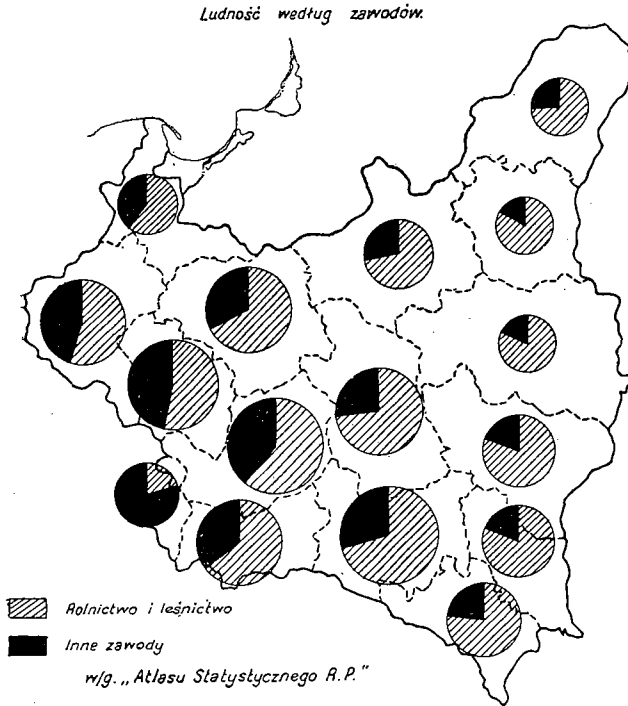 Ludność według zawodów.
Rolnictwo i leśnictwo
Inne zawody
w/g. „Atlasu Statystycznego R.P."